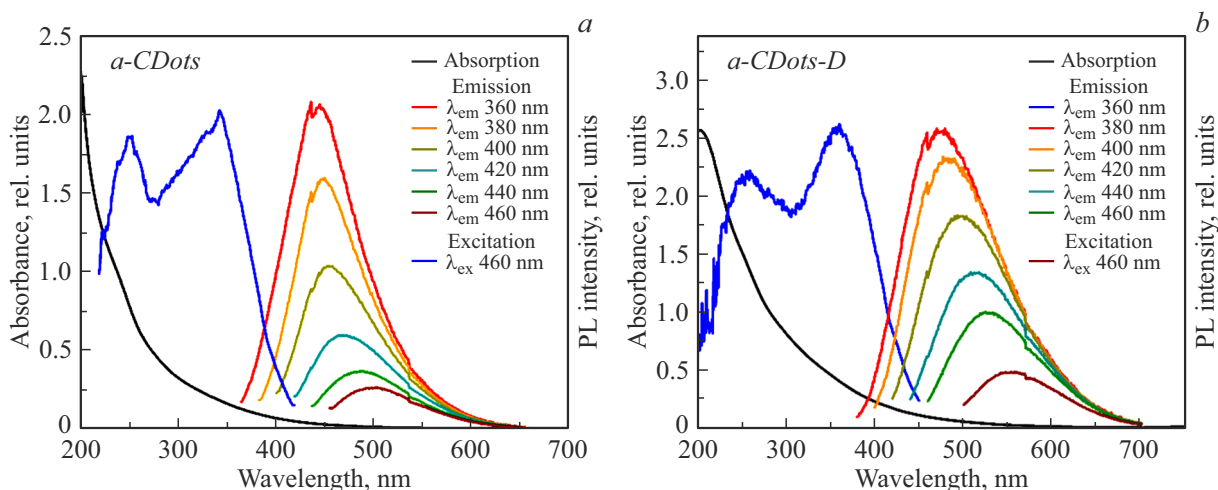 a
a-CDots
Absorption
Emission
λem 360 nm
λem 380 nm
λem 400 nm
λem 420 nm
λem 440 nm
λem 460 nm
Excitation
λex 460 nm
2.5
2.0
1.5
1.0
0.5
0
200 300 400 500 600 700
Absorbance, rel. units
PL intensity, rel. units
Wavelength, nm
b
a-CDots-D
Absorption
Emission
λem 360 nm
λem 380 nm
λem 400 nm
λem 420 nm
λem 440 nm
λem 460 nm
Excitation
λex 460 nm
3.0
2.5
2.0
1.5
1.0
0.5
0
200 300 400 500 600 700
Absorbance, rel. units
PL intensity, rel. units
Wavelength, nm